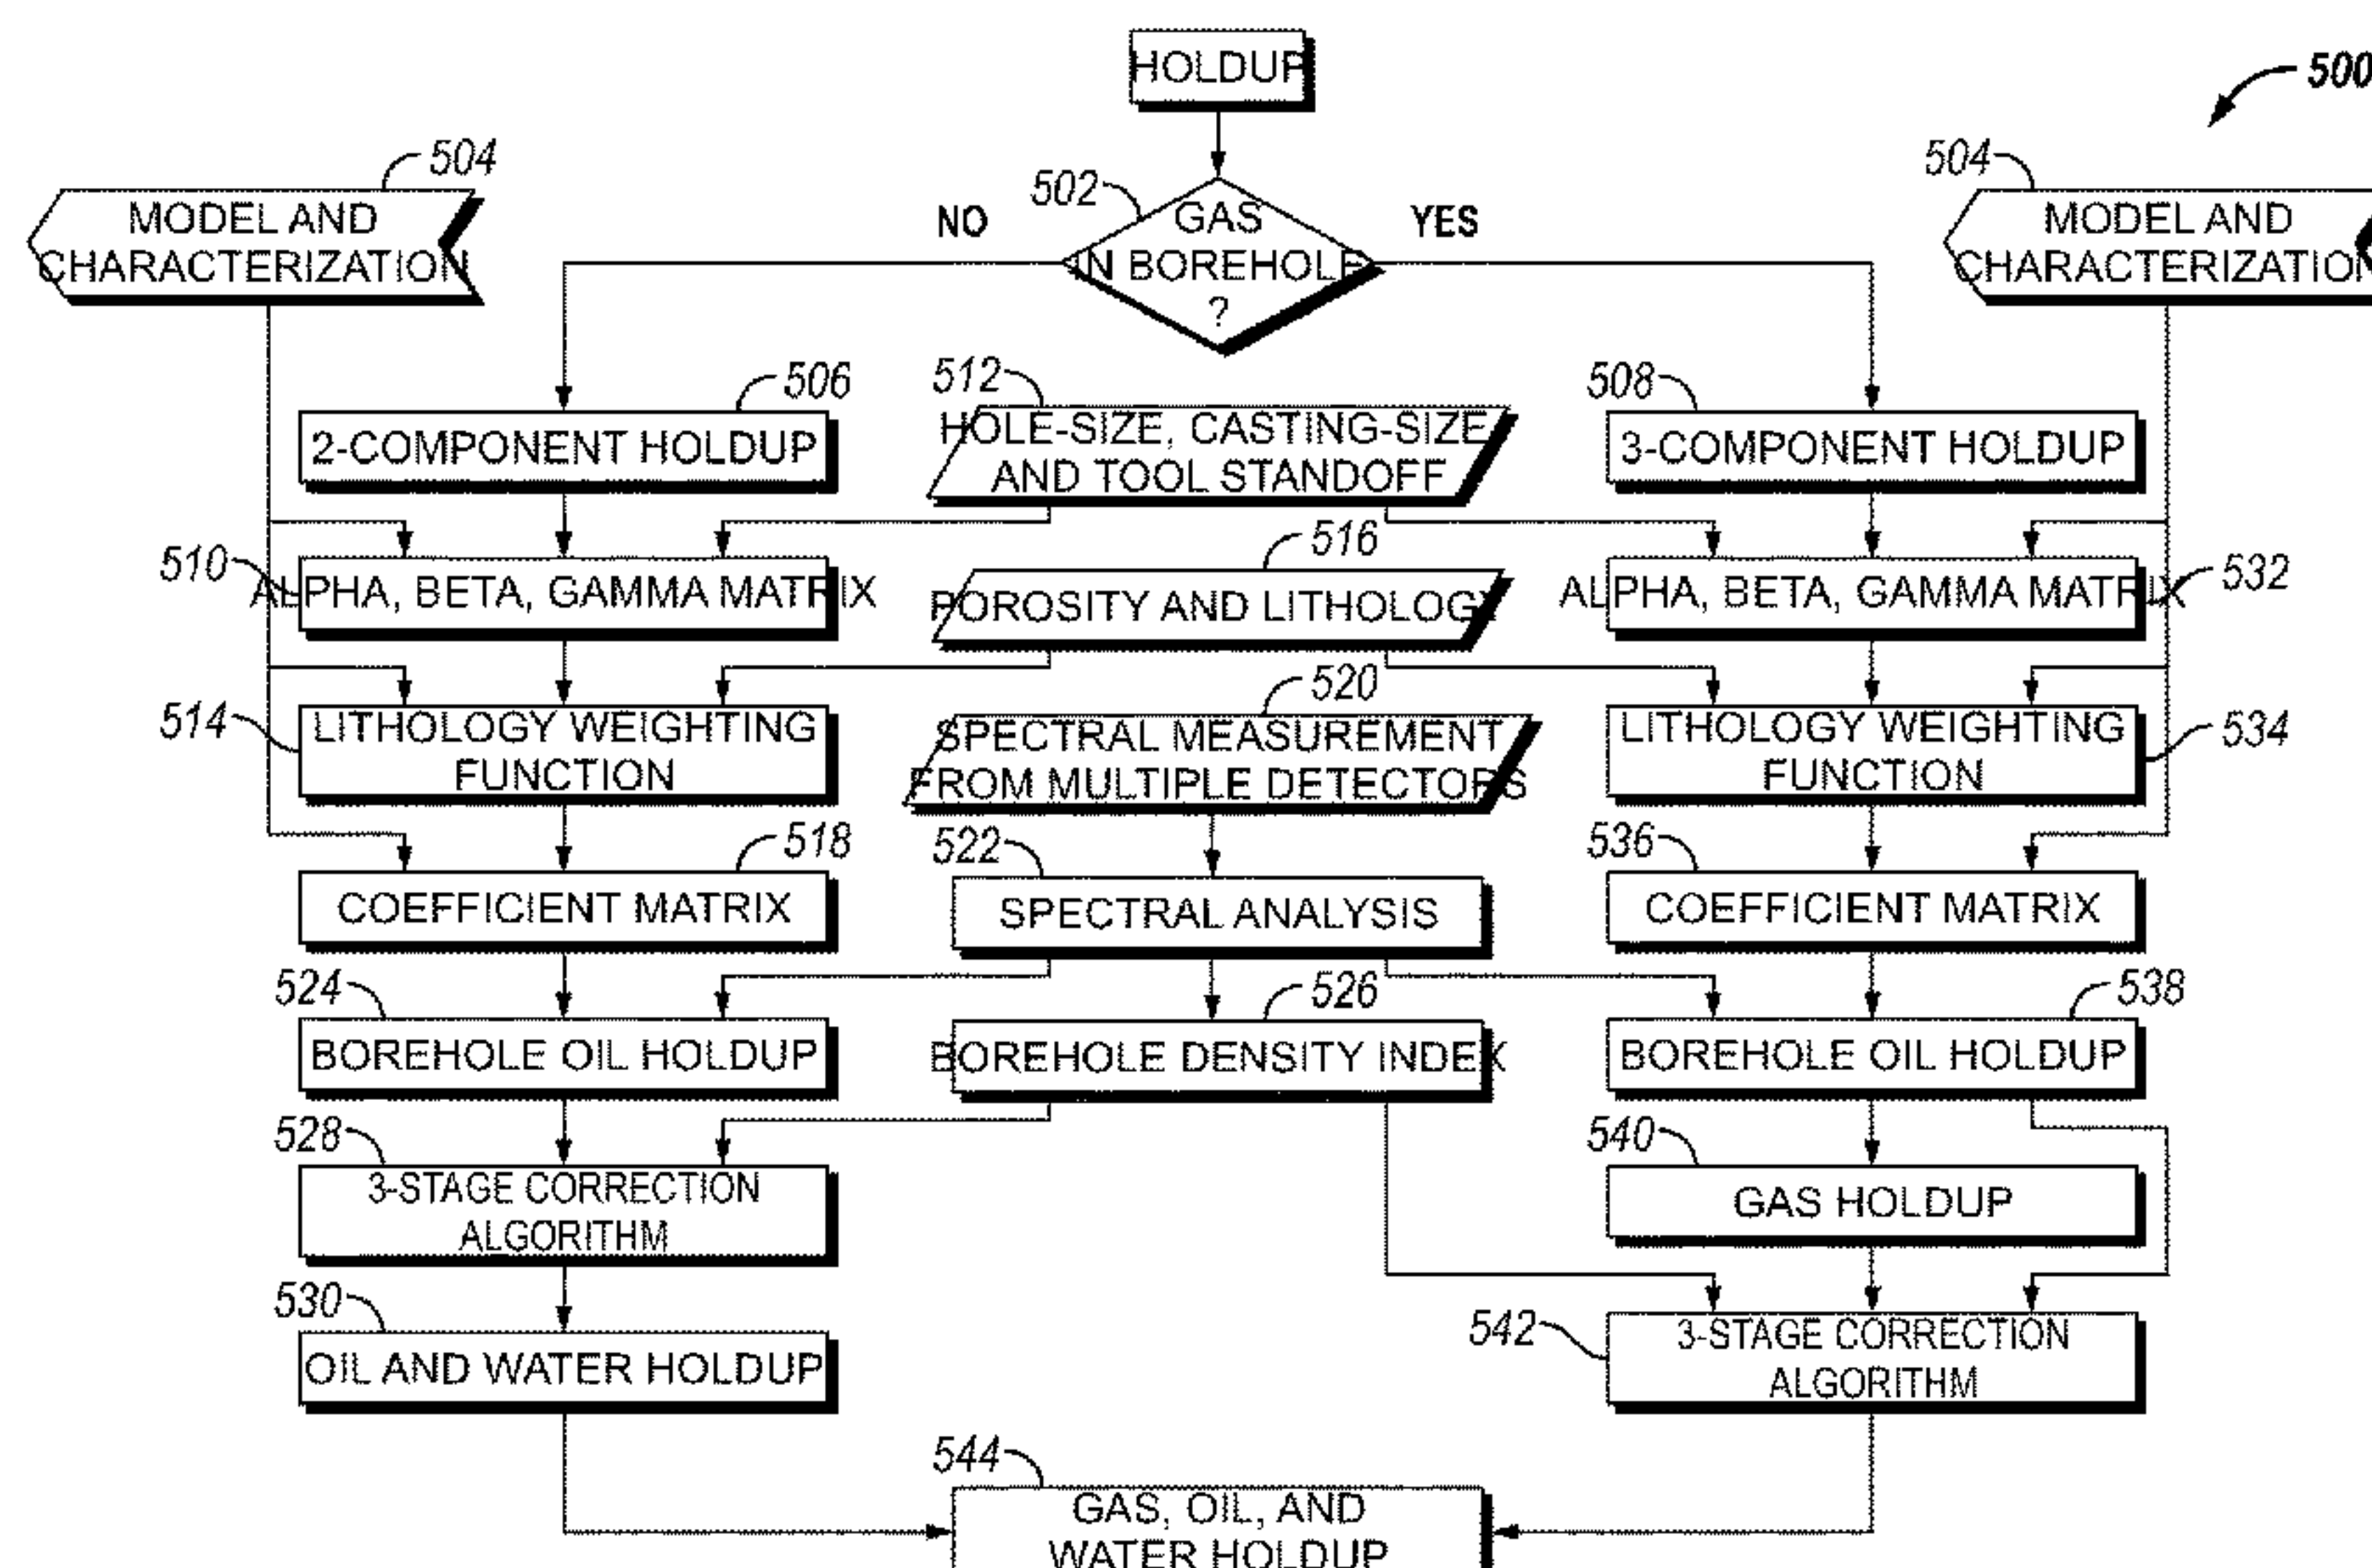 HOLDUP
500
504
MODEL AND
CHARACTERIZATION
502
NO
GAS
IN BOREHOLE
?
YES
504
MODEL AND
CHARACTERIZATION
506
2-COMPONENT HOLDUP
512
HOLE-SIZE, CASTING-SIZE
AND TOOL STANDOFF
508
3-COMPONENT HOLDUP
510
ALPHA, BETA, GAMMA MATRIX
516
POROSITY AND LITHOLOGY
532
ALPHA, BETA, GAMMA MATRIX
514
LITHOLOGY WEIGHTING
FUNCTION
520
SPECTRAL MEASUREMENT
FROM MULTIPLE DETECTORS
534
LITHOLOGY WEIGHTING
FUNCTION
518
COEFFICIENT MATRIX
522
SPECTRAL ANALYSIS
536
COEFFICIENT MATRIX
524
BOREHOLE OIL HOLDUP
526
BOREHOLE DENSITY INDEX
538
BOREHOLE OIL HOLDUP
528
3-STAGE CORRECTION
ALGORITHM
540
GAS HOLDUP
530
OIL AND WATER HOLDUP
542
3-STAGE CORRECTION
ALGORITHM
544
GAS, OIL, AND
WATER HOLDUP